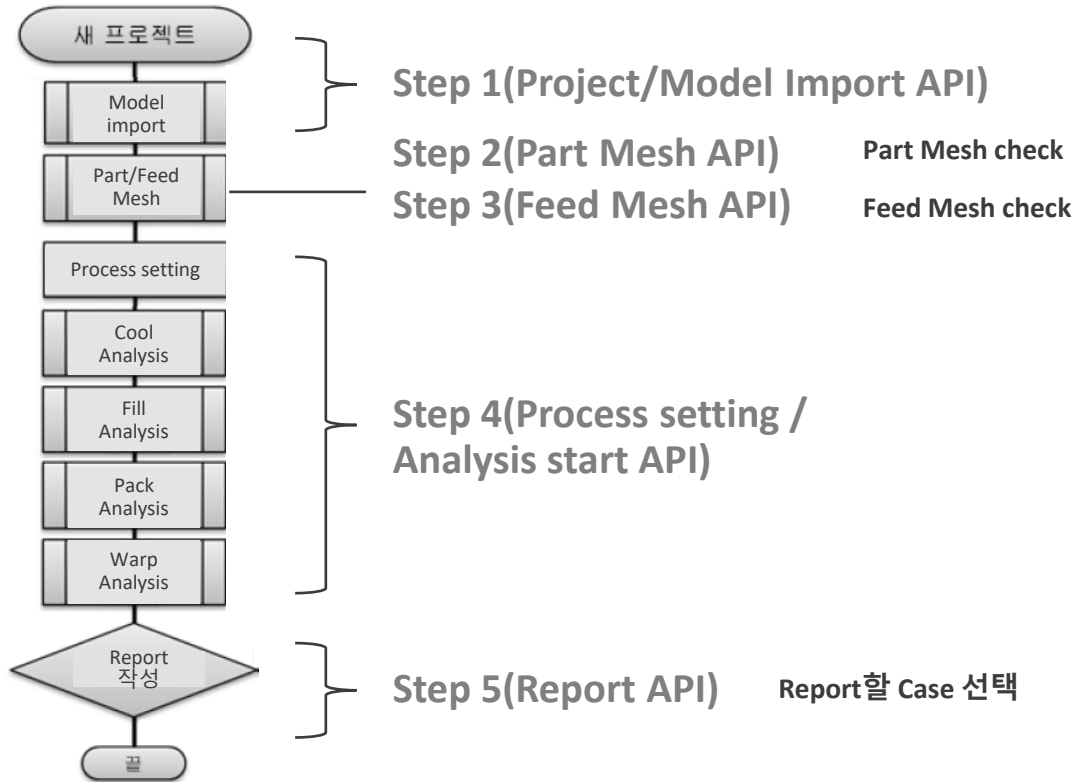 새 프로젝트
Model
import
Part/Feed
Mesh
Process setting
Cool
Analysis
Fill
Analysis
Pack
Analysis
Warp
Analysis
Report
작성
끝
Step 1(Project/Model Import API)
Step 2(Part Mesh API)
Part Mesh check
Step 3(Feed Mesh API)
Feed Mesh check
Step 4(Process setting /
Analysis start API)
Step 5(Report API)
Report할 Case 선택